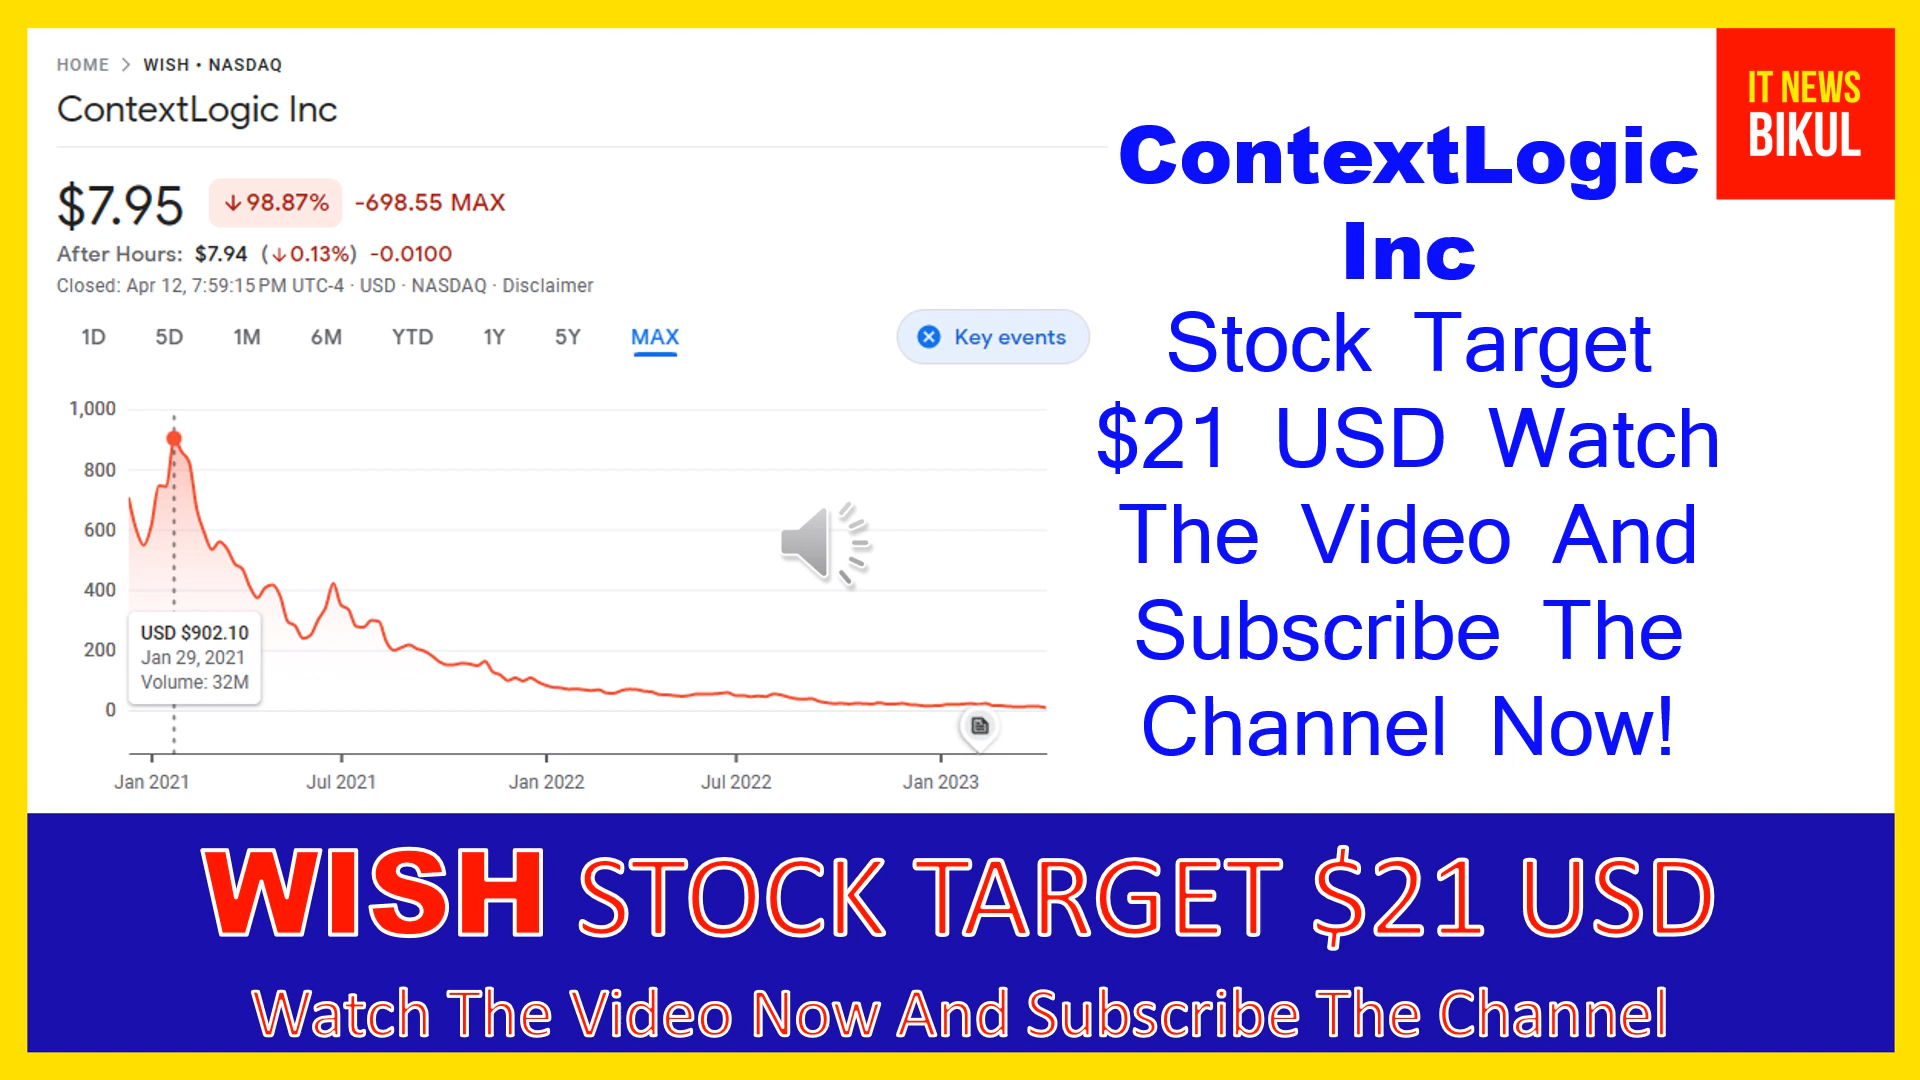 HOME > WISH • NASDAQ
ContextLogic Inc
$7.95 ↓98.87% -698.55 MAX
After Hours: $7.94 (↓0.13%) -0.0100
Closed: Apr 12, 7:59:15 PM UTC-4 · USD · NASDAQ · Disclaimer
1D 5D 1M 6M YTD 1Y 5Y MAX
Key events
1,000
800
600
400
200
0
USD $902.10
Jan 29, 2021
Volume: 32M
Jan 2021 Jul 2021 Jan 2022 Jul 2022 Jan 2023
IT NEWS
BIKUL
ContextLogic
Inc
Stock Target
$21 USD Watch
The Video And
Subscribe The
Channel Now!
WISH STOCK TARGET $21 USD
Watch The Video Now And Subscribe The Channel